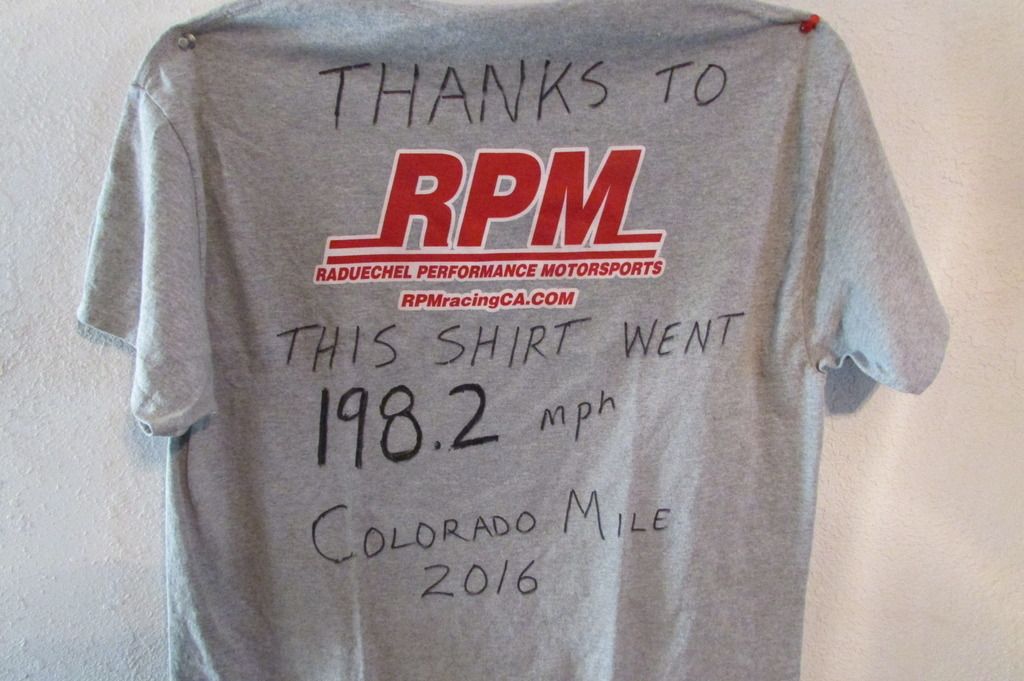 THANKS TO
RPM
RADUECHEL PERFORMANCE MOTORSPORTS
RPMracingCA.COM
THIS SHIRT WENT
198.2 mph
COLORADO MILE
2016